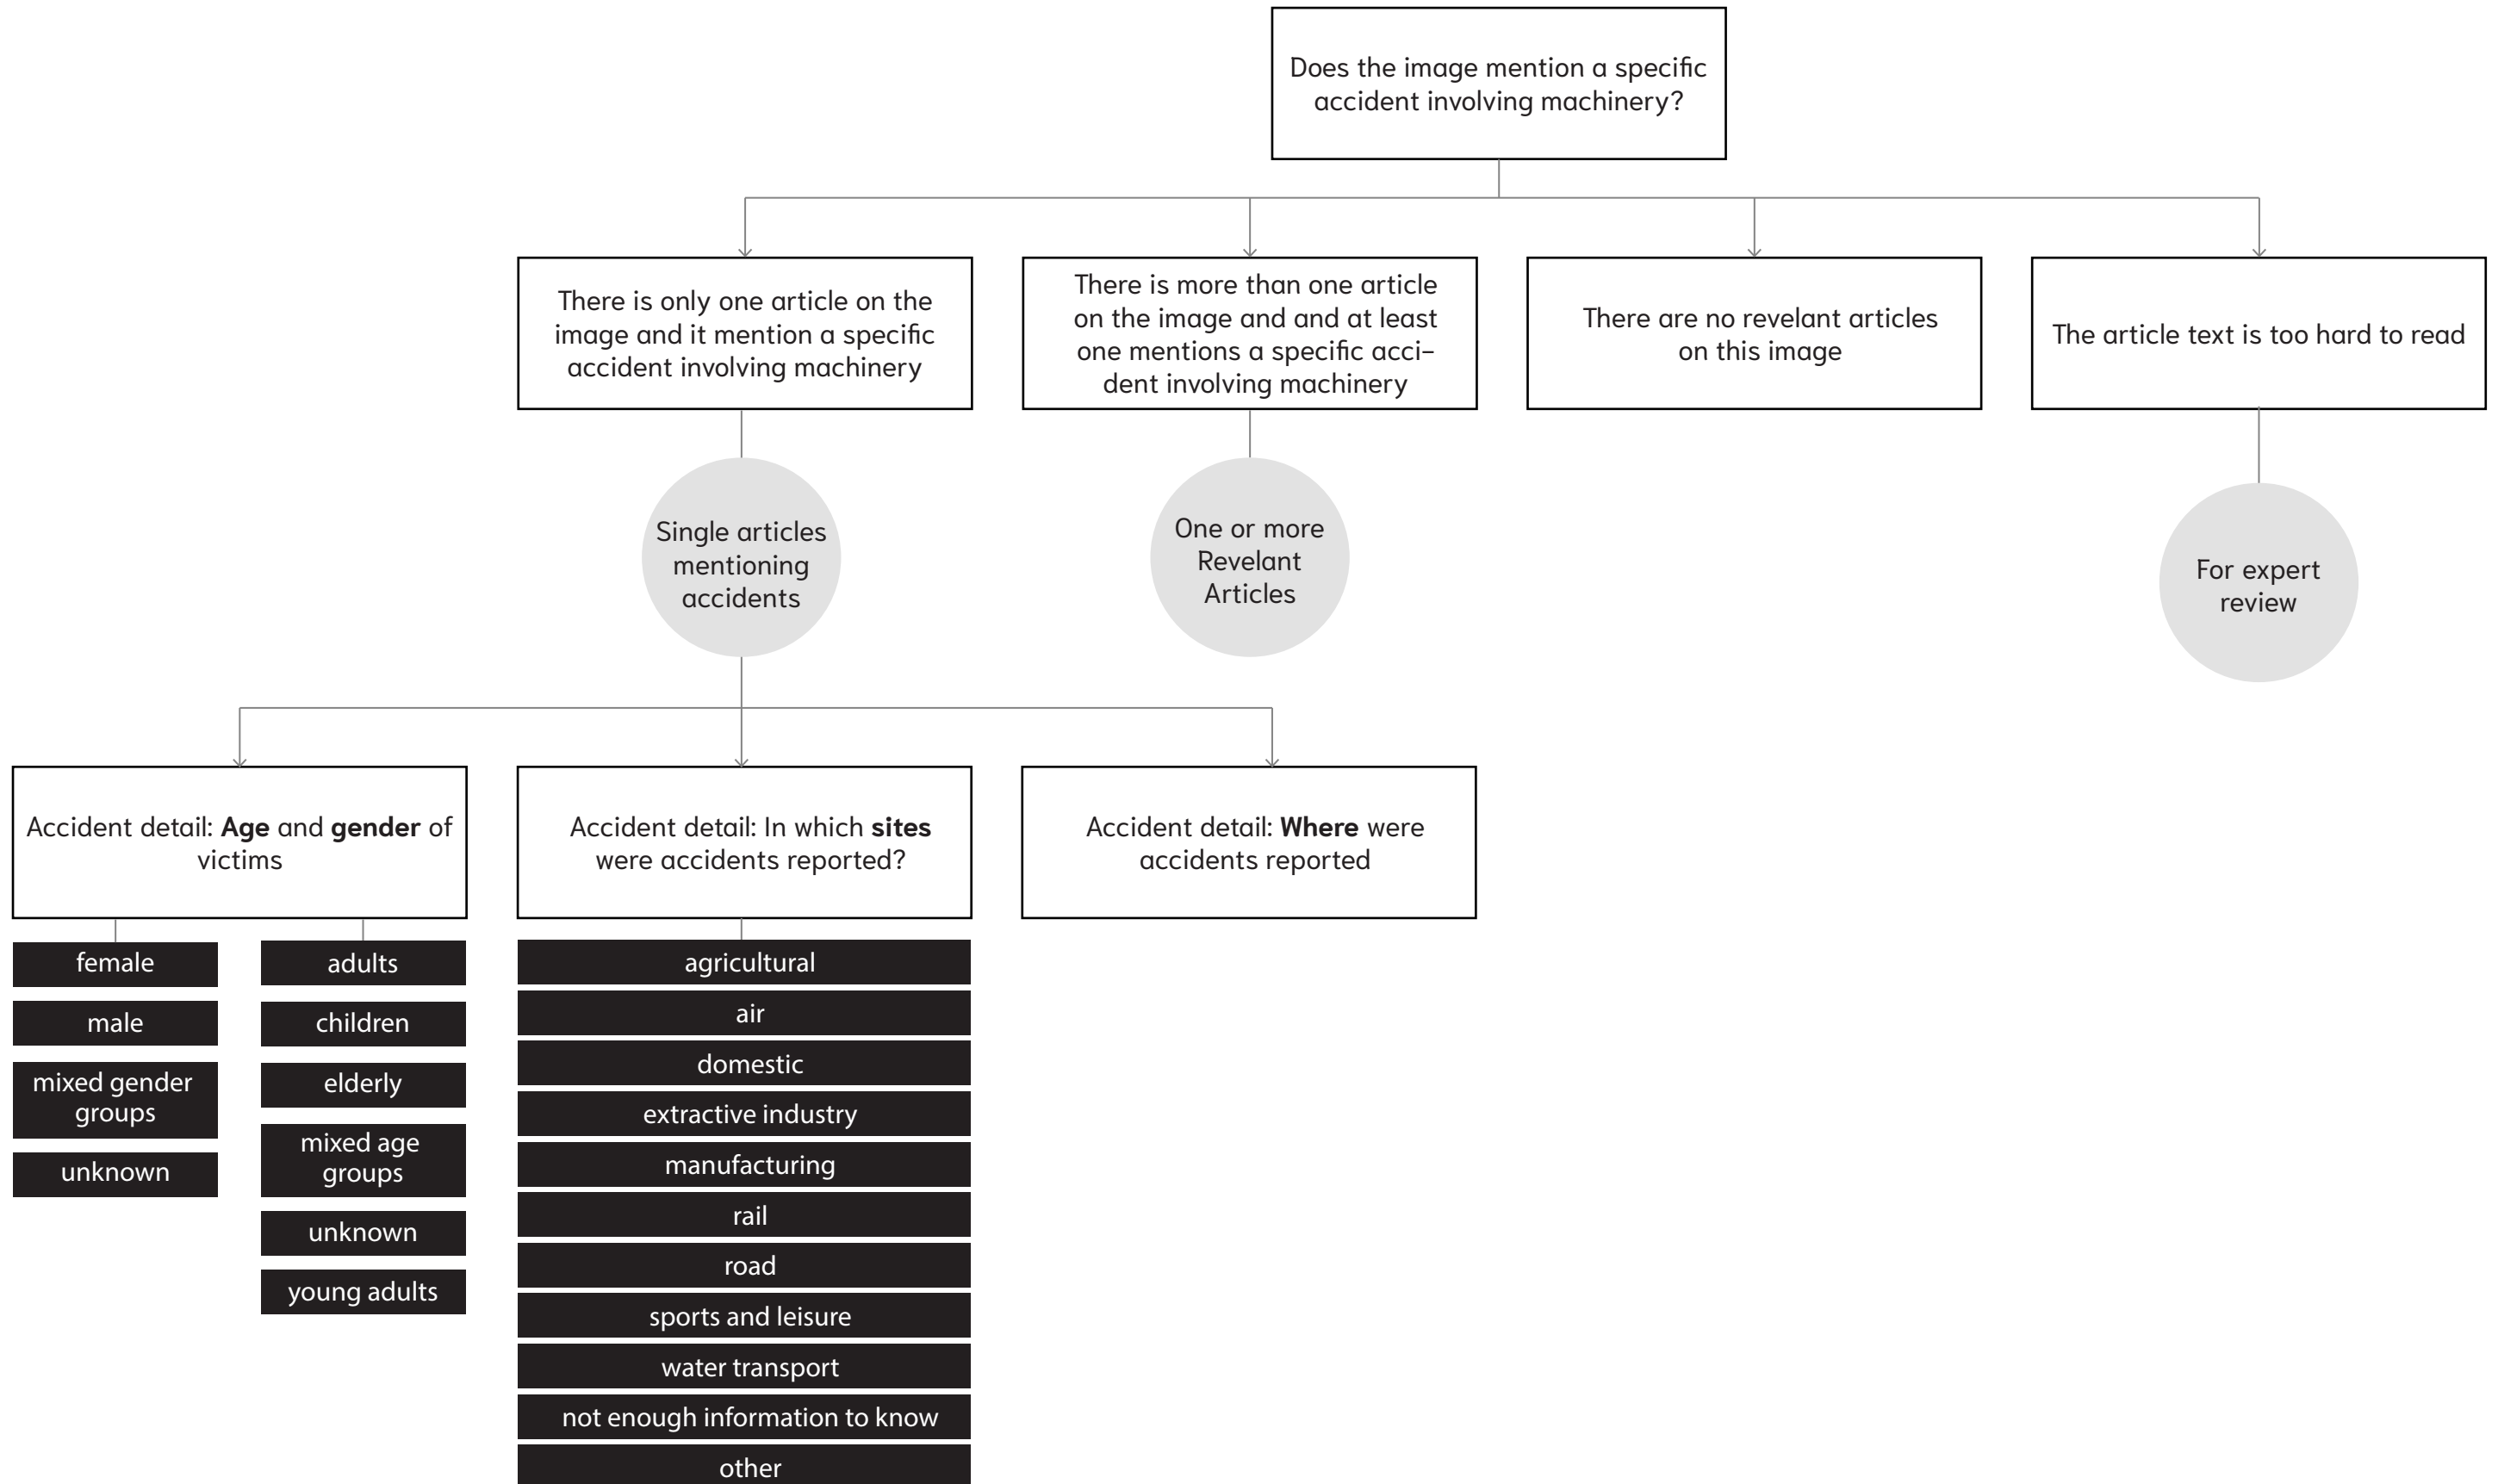 Does the image mention a specific
accident involving machinery?
There is only one article on the
image and it mention a specific
accident involving machinery
There is more than one article
on the image and and at least
one mentions a specific acci-
dent involving machinery
There are no revelant articles
on this image
The article text is too hard to read
Single articles
mentioning
accidents
One or more
Revelant
Articles
For expert
review
Accident detail: Age and gender of
victims
Accident detail: In which sites
were accidents reported?
Accident detail: Where were
accidents reported
female
male
mixed gender
groups
unknown
adults
children
elderly
mixed age
groups
unknown
young adults
agricultural
air
domestic
extractive industry
manufacturing
rail
road
sports and leisure
water transport
not enough information to know
other